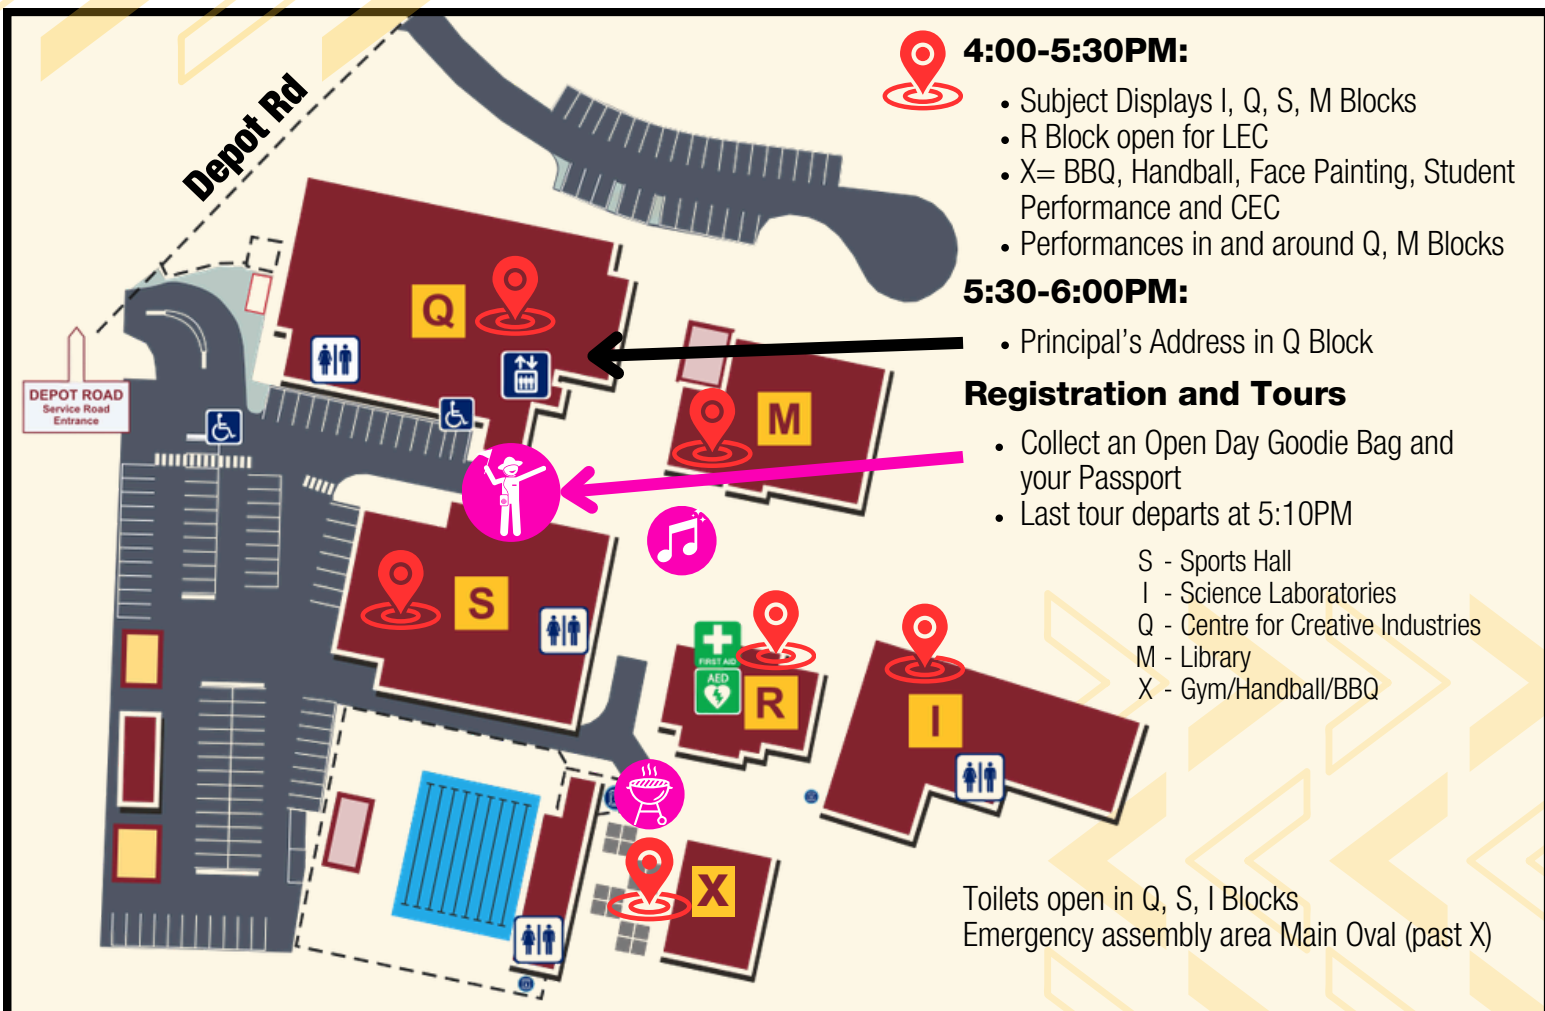 Depot Rd
DEPOT ROAD
Service Road
Entrance
Q
M
S
FIRST AID
AED
R
I
X
4:00-5:30PM:
• Subject Displays I, Q, S, M Blocks
• R Block open for LEC
• X= BBQ, Handball, Face Painting, Student
Performance and CEC
• Performances in and around Q, M Blocks
5:30-6:00PM:
• Principal's Address in Q Block
Registration and Tours
• Collect an Open Day Goodie Bag and
your Passport
• Last tour departs at 5:10PM
S - Sports Hall
I - Science Laboratories
Q - Centre for Creative Industries
M - Library
X - Gym/Handball/BBQ
Toilets open in Q, S, I Blocks
Emergency assembly area Main Oval (past X)